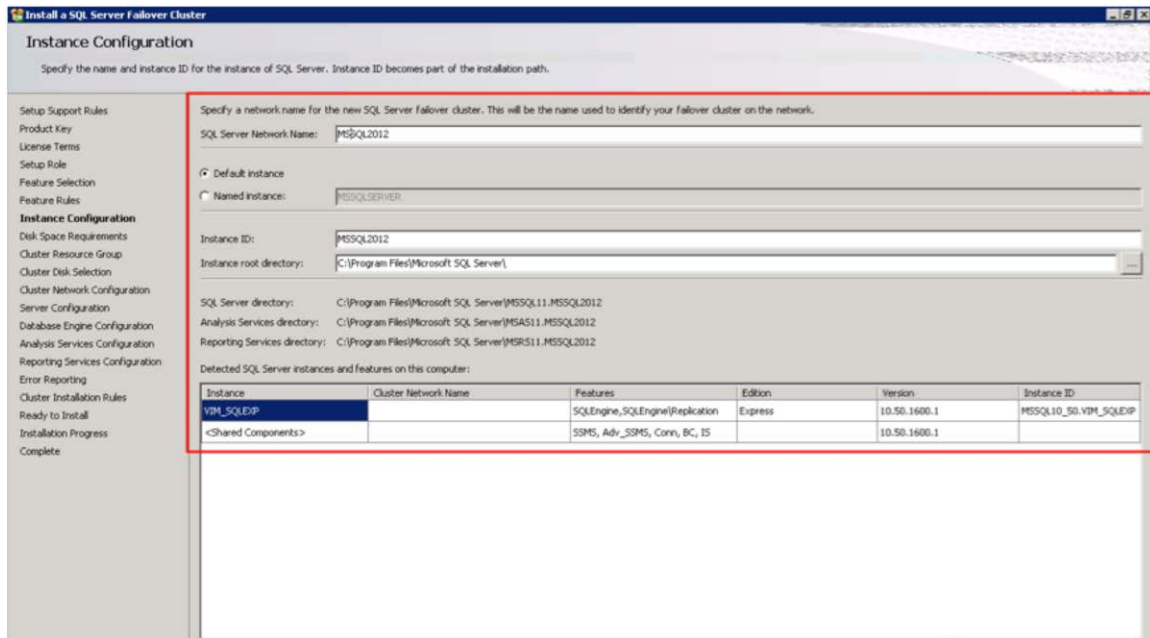 Install a SQL Server Failover Cluster
Instance Configuration
Specify the name and instance ID for the instance of SQL Server. Instance ID becomes part of the installation path.
Setup Support Rules
Product Key
License Terms
Setup Role
Feature Selection
Feature Rules
Instance Configuration
Disk Space Requirements
Cluster Resource Group
Cluster Disk Selection
Cluster Network Configuration
Server Configuration
Database Engine Configuration
Analysis Services Configuration
Reporting Services Configuration
Error Reporting
Cluster Installation Rules
Ready to Install
Installation Progress
Complete
Specify a network name for the new SQL Server failover cluster. This will be the name used to identify your failover cluster on the network.
SQL Server Network Name: MSSQL2012
Default instance
Named instance: MSSQLSERVER
Instance ID: MSSQL2012
Instance root directory: C:\Program Files\Microsoft SQL Server\ ...
SQL Server directory: C:\Program Files\Microsoft SQL Server\MSSQL11.MSSQL2012
Analysis Services directory: C:\Program Files\Microsoft SQL Server\MSAS11.MSSQL2012
Reporting Services directory: C:\Program Files\Microsoft SQL Server\MSRS11.MSSQL2012
Detected SQL Server instances and features on this computer:
Instance Cluster Network Name Features Edition Version Instance ID
VIM_SQLEXP SQLEngine,SQLEngine\Replication Express 10.50.1600.1 MSSQL10_50.VIM_SQLEXP
<Shared Components> SSMS, Adv_SSMS, Conn, BC, IS 10.50.1600.1